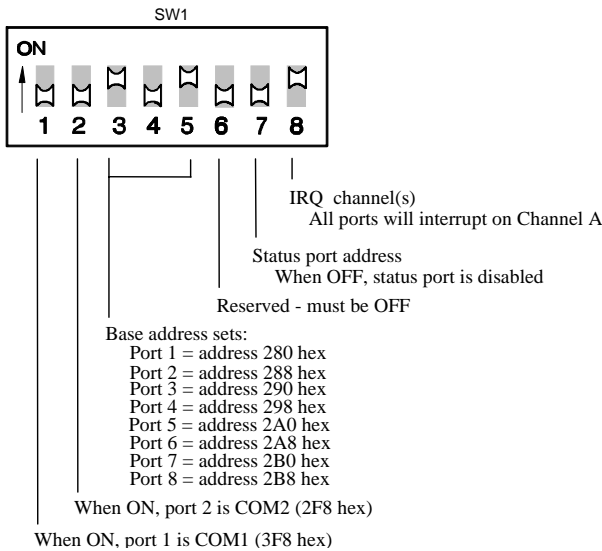 SW1
ON
1 2 3 4 5 6 7 8
IRQ channel(s)
All ports will interrupt on Channel A
Status port address
When OFF, status port is disabled
Reserved - must be OFF
Base address sets:
Port 1 = address 280 hex
Port 2 = address 288 hex
Port 3 = address 290 hex
Port 4 = address 298 hex
Port 5 = address 2A0 hex
Port 6 = address 2A8 hex
Port 7 = address 2B0 hex
Port 8 = address 2B8 hex
When ON, port 2 is COM2 (2F8 hex)
When ON, port 1 is COM1 (3F8 hex)